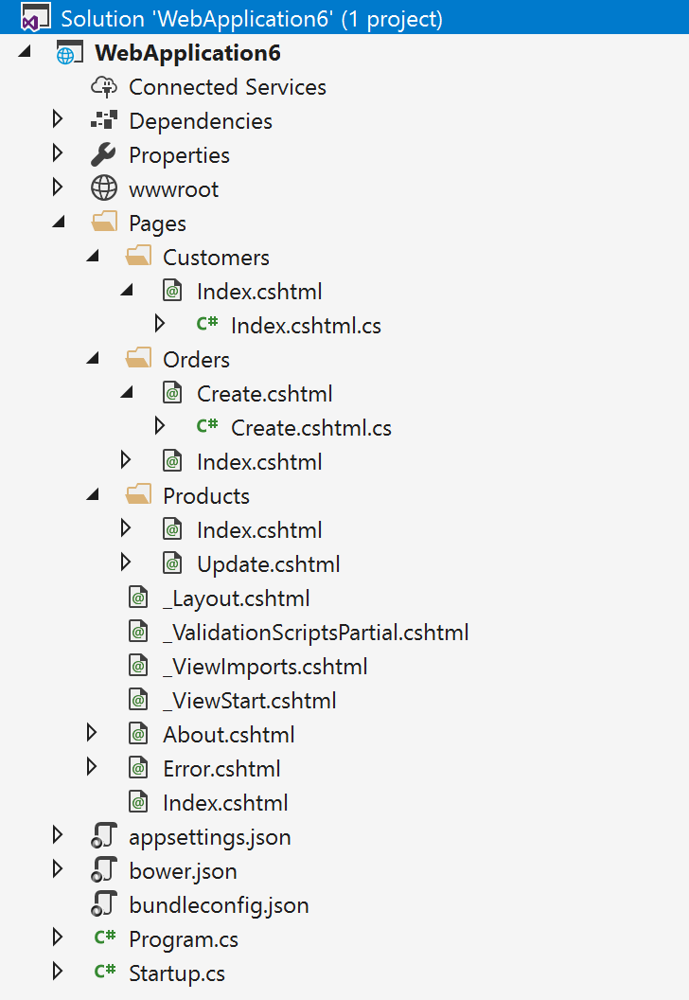 Solution 'WebApplication6' (1 project)
WebApplication6
Connected Services
Dependencies
Properties
wwwroot
Pages
Customers
Index.cshtml
C# Index.cshtml.cs
Orders
Create.cshtml
C# Create.cshtml.cs
Index.cshtml
Products
Index.cshtml
Update.cshtml
_Layout.cshtml
_ValidationScriptsPartial.cshtml
_ViewImports.cshtml
_ViewStart.cshtml
About.cshtml
Error.cshtml
Index.cshtml
appsettings.json
bower.json
bundleconfig.json
C# Program.cs
C# Startup.cs